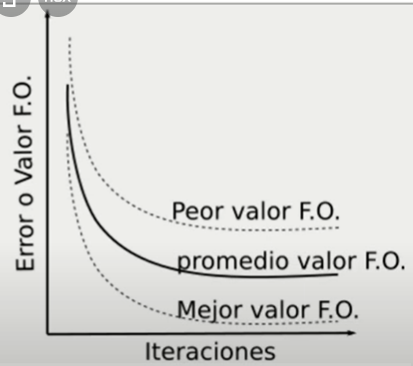 Error o Valor F.O.
Peor valor F.O.
promedio valor F.O.
Mejor valor F.O.
Iteraciones